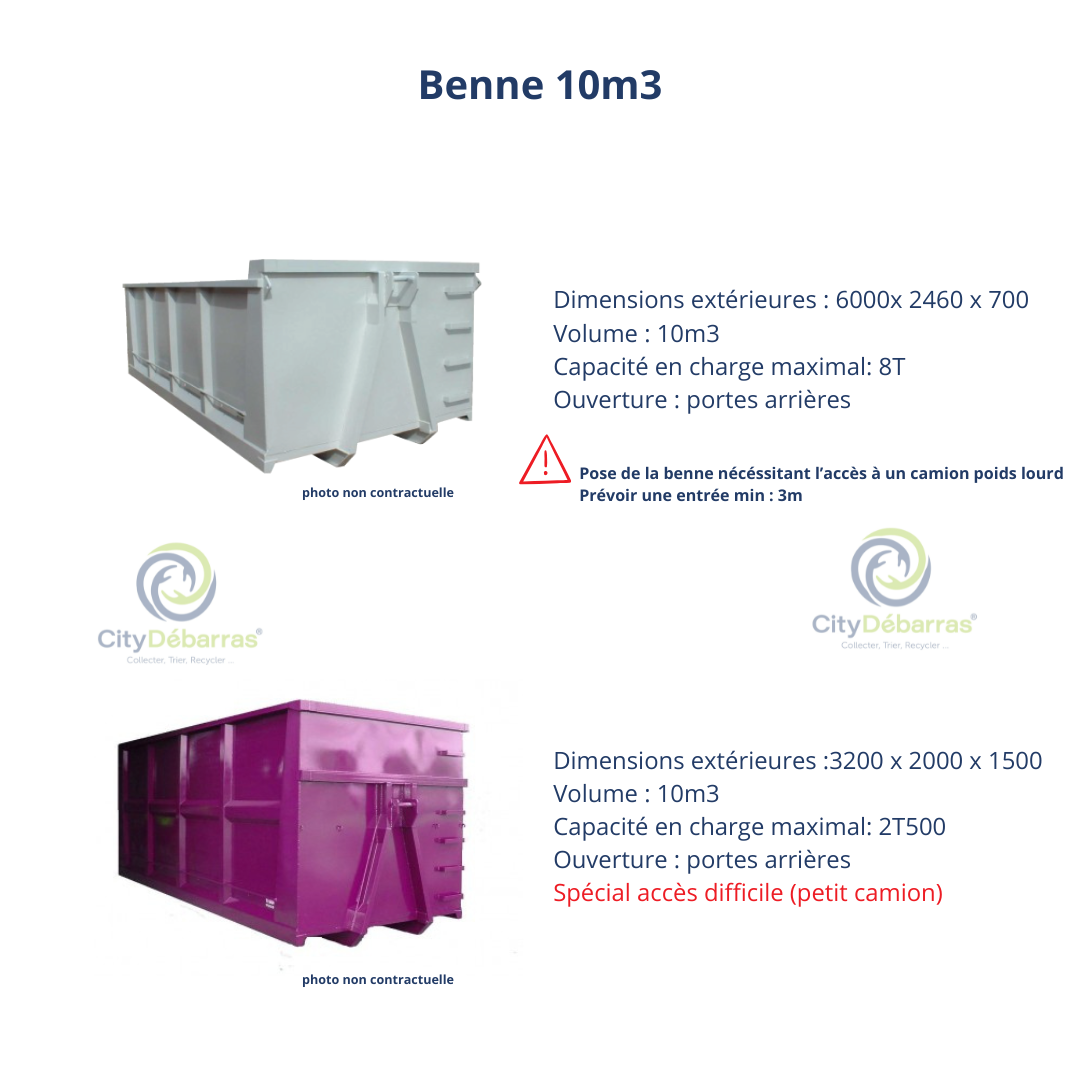 Benne 10m3
Dimensions extérieures : 6000x 2460 x 700
Volume : 10m3
Capacité en charge maximal: 8T
Ouverture : portes arrières
Pose de la benne nécéssitant l’accès à un camion poids lourd
Prévoir une entrée min : 3m
photo non contractuelle
CityDébarras®
Collecter, Trier, Recycler ...
CityDébarras®
Collecter, Trier, Recycler ...
Dimensions extérieures :3200 x 2000 x 1500
Volume : 10m3
Capacité en charge maximal: 2T500
Ouverture : portes arrières
Spécial accès difficile (petit camion)
photo non contractuelle